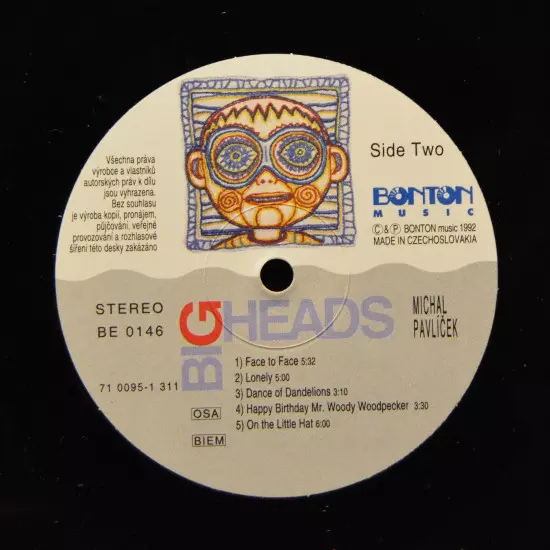 Všechna práva
výrobce a vlastníků
autorských práv k dílu
jsou vyhrazena.
Bez souhlasu
je výroba kopií, pronájem,
půjčování, veřejné
provozování a rozhlasové
šíření této desky zakázáno
Side Two
BONTON
MUSIC
Ⓒ&Ⓟ BONTON music 1992
MADE IN CZECHOSLOVAKIA
STEREO
BE 0146
71 0095-1 311
OSA
BIEM
BIG HEADS
MICHAL
PAVLÍČEK
1) Face to Face 5:32
2) Lonely 5:00
3) Dance of Dandelions 3:10
4) Happy Birthday Mr. Woody Woodpecker 3:30
5) On the Little Hat 6:00